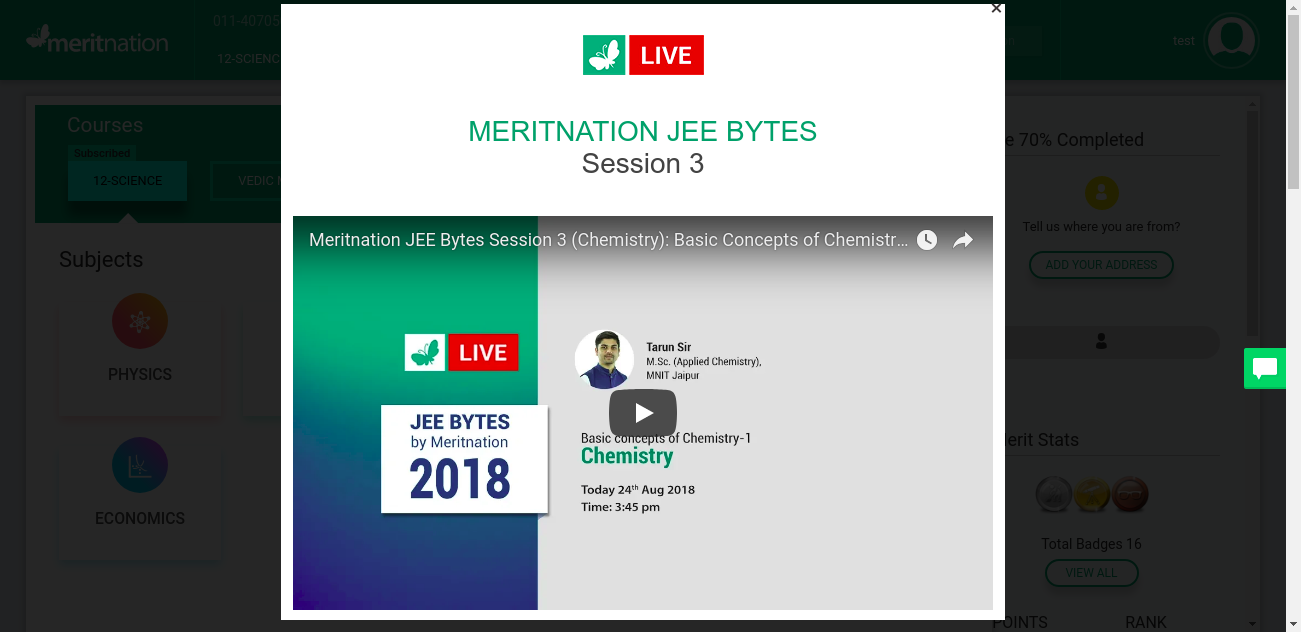 011-40705
meritnation
12-SCIENC
test
×
LIVE
MERITNATION JEE BYTES
Session 3
Courses
Subscribed
12-SCIENCE
VEDIC M
Subjects
PHYSICS
ECONOMICS
Meritnation JEE Bytes Session 3 (Chemistry): Basic Concepts of Chemistr...
LIVE
JEE BYTES
by Meritnation
2018
Tarun Sir
M.Sc. (Applied Chemistry),
MNIT Jaipur
Basic concepts of Chemistry-1
Chemistry
Today 24th Aug 2018
Time: 3:45 pm
e 70% Completed
Tell us where you are from?
ADD YOUR ADDRESS
erit Stats
Total Badges 16
VIEW ALL
POINTS
RANK